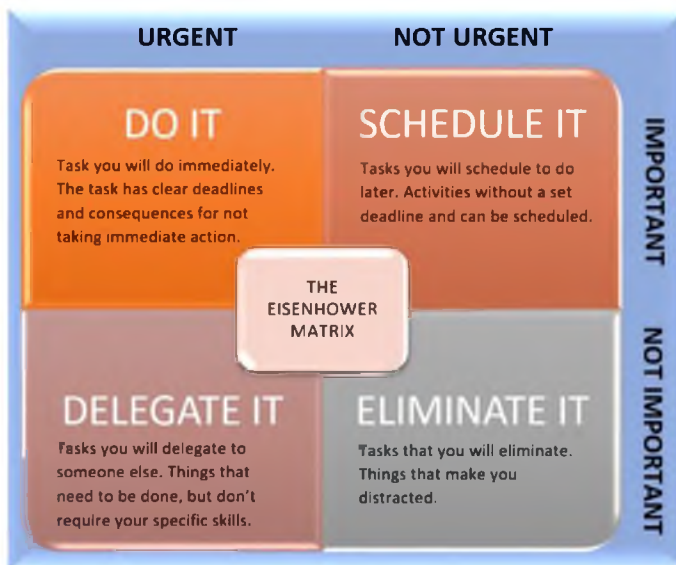 URGENT
NOT URGENT
DO IT
Task you will do immediately.
The task has clear deadlines
and consequences for not
taking immediate action.
SCHEDULE IT
Tasks you will schedule to do
later. Activities without a set
deadline and can be scheduled.
IMPORTANT
THE
EISENHOWER
MATRIX
DELEGATE IT
Tasks you will delegate to
someone else. Things that
need to be done, but don't
require your specific skills.
ELIMINATE IT
Tasks that you will eliminate.
Things that make you
distracted.
NOT IMPORTANT